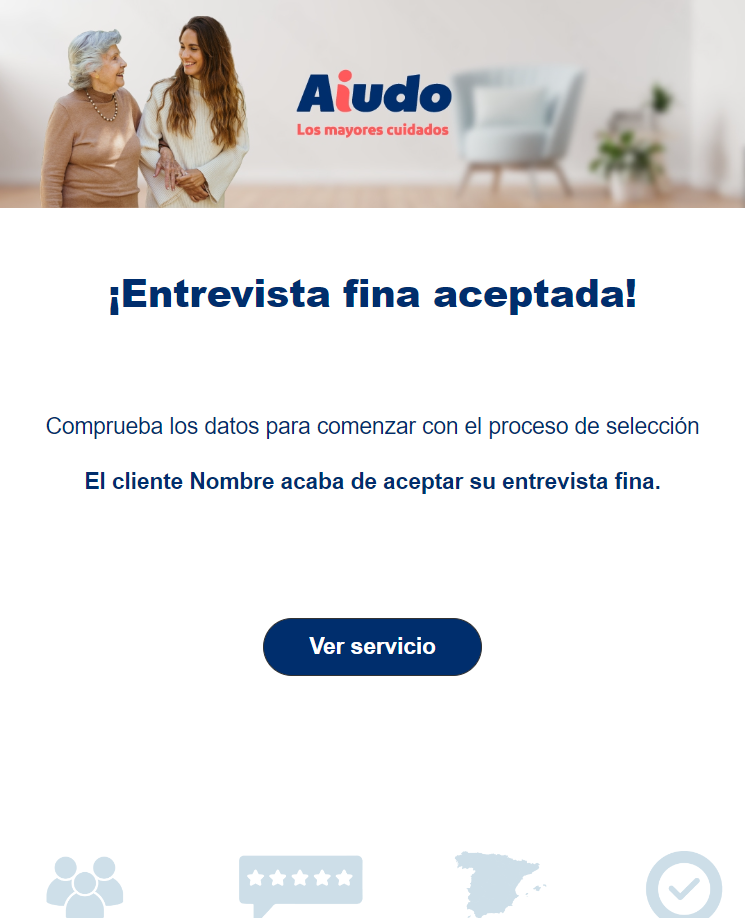 Aiudo
Los mayores cuidados
¡Entrevista fina aceptada!
Comprueba los datos para comenzar con el proceso de selección
El cliente Nombre acaba de aceptar su entrevista fina.
Ver servicio